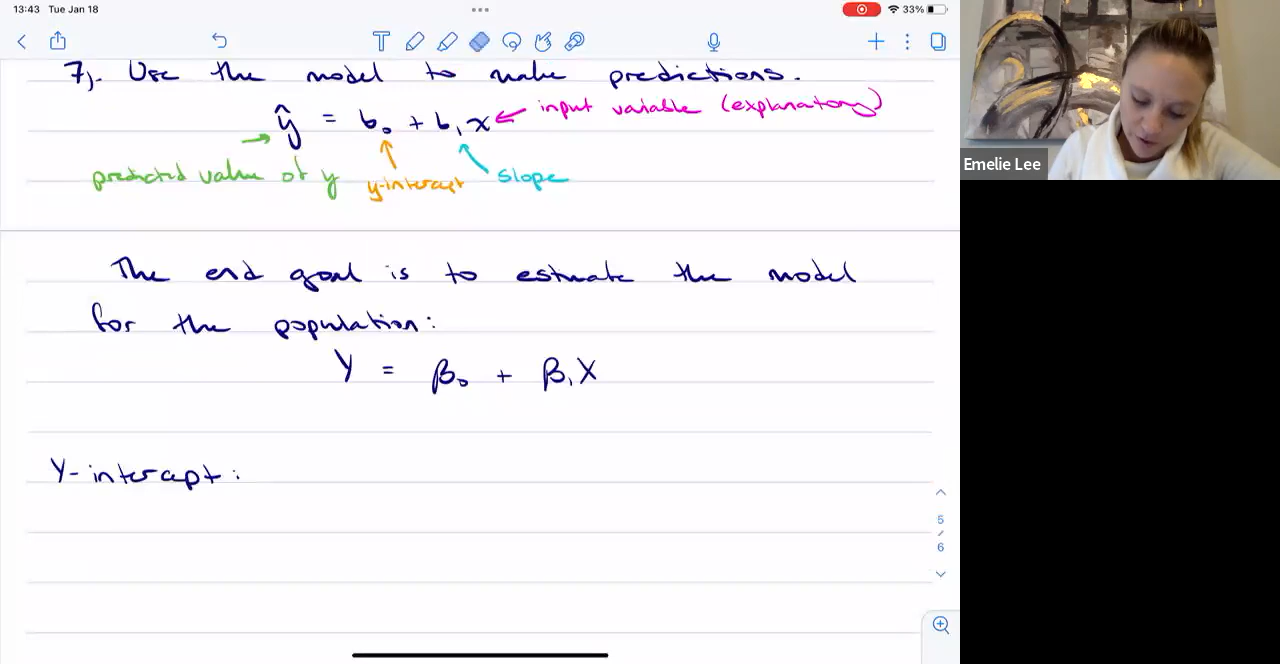 13:43 Tue Jan 18
33%
7). Use the model to make predictions.
ŷ = b₀ + b₁x ← input variable (explanatory)
predicted value of y
y-intercept
slope
Emelie Lee
The end goal is to estimate the model
for the population:
Y = β₀ + β₁X
Y-intercept:
5
/
6